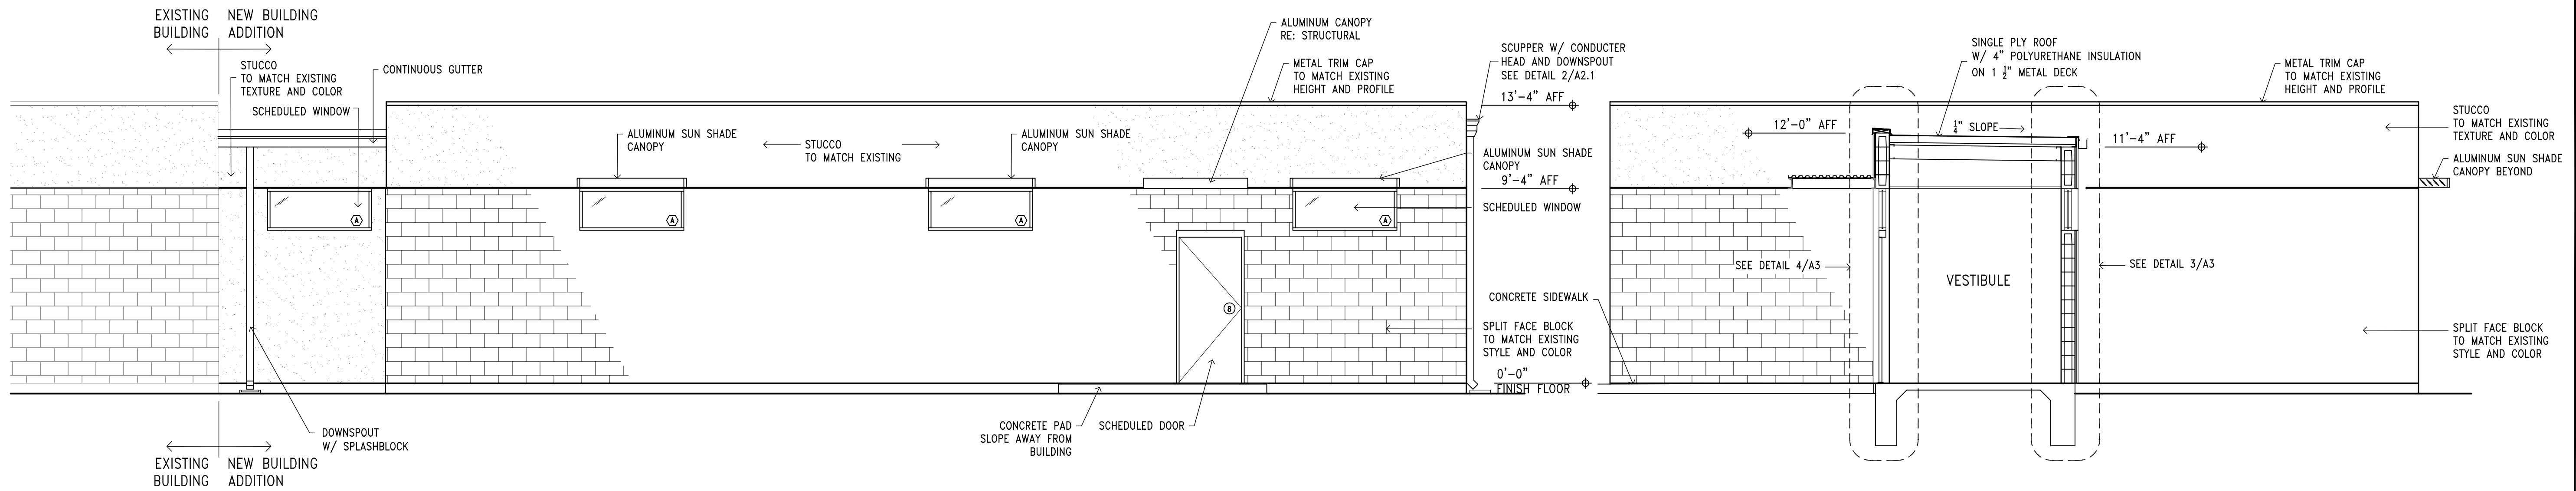 EXISTING NEW BUILDING
BUILDING ADDITION
STUCCO
TO MATCH EXISTING
TEXTURE AND COLOR
CONTINUOUS GUTTER
SCHEDULED WINDOW
ALUMINUM SUN SHADE
CANOPY
STUCCO
TO MATCH EXISTING
ALUMINUM SUN SHADE
CANOPY
ALUMINUM CANOPY
RE: STRUCTURAL
METAL TRIM CAP
TO MATCH EXISTING
HEIGHT AND PROFILE
SCUPPER W/ CONDUCTER
HEAD AND DOWNSPOUT
SEE DETAIL 2/A2.1
13'-4" AFF
ALUMINUM SUN SHADE
CANOPY
9'-4" AFF
SCHEDULED WINDOW
A
A
A
A
8
CONCRETE SIDEWALK
SPLIT FACE BLOCK
TO MATCH EXISTING
STYLE AND COLOR
0'-0"
FINISH FLOOR
DOWNSPOUT
W/ SPLASHBLOCK
CONCRETE PAD
SLOPE AWAY FROM
BUILDING
SCHEDULED DOOR
EXISTING NEW BUILDING
BUILDING ADDITION
SINGLE PLY ROOF
W/ 4" POLYURETHANE INSULATION
ON 1 ½" METAL DECK
METAL TRIM CAP
TO MATCH EXISTING
HEIGHT AND PROFILE
12'-0" AFF
¼" SLOPE
11'-4" AFF
STUCCO
TO MATCH EXISTING
TEXTURE AND COLOR
ALUMINUM SUN SHADE
CANOPY BEYOND
SEE DETAIL 4/A3
VESTIBULE
SEE DETAIL 3/A3
SPLIT FACE BLOCK
TO MATCH EXISTING
STYLE AND COLOR